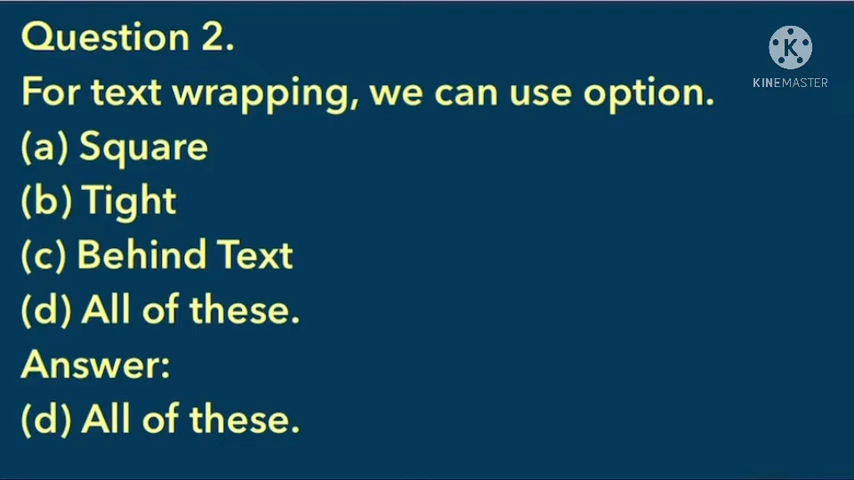 Question 2.
For text wrapping, we can use option.
(a) Square
(b) Tight
(c) Behind Text
(d) All of these.
Answer:
(d) All of these.
K
KINEMASTER